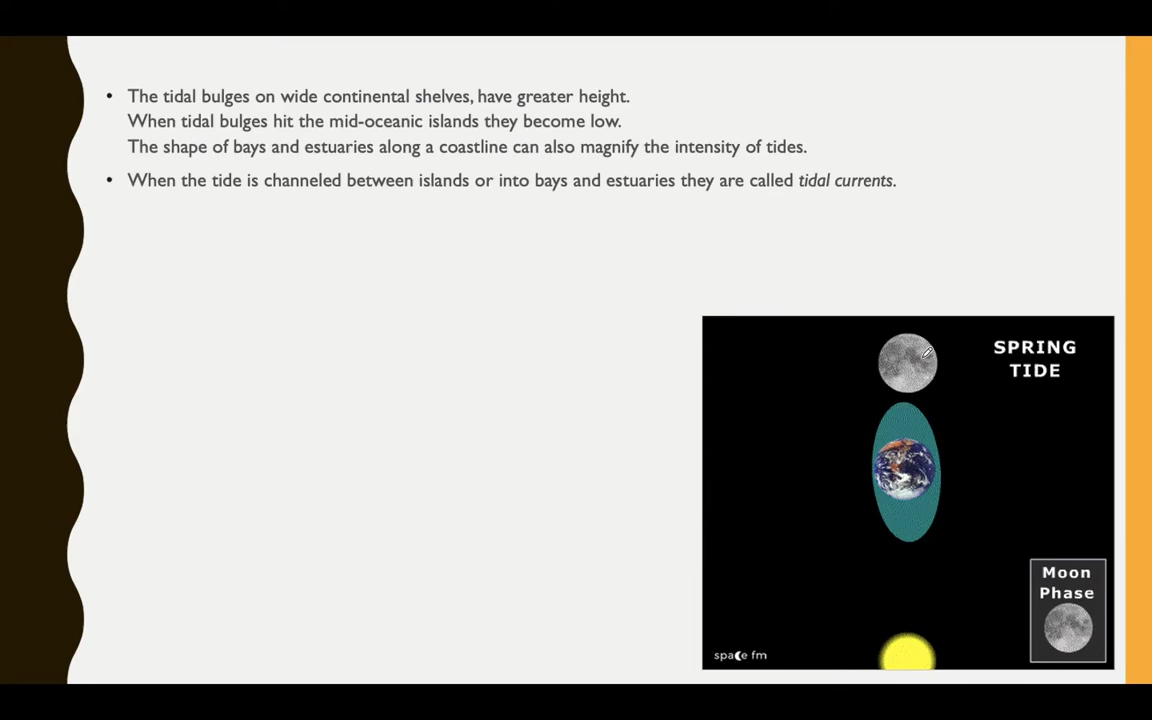 • The tidal bulges on wide continental shelves, have greater height.
When tidal bulges hit the mid-oceanic islands they become low.
The shape of bays and estuaries along a coastline can also magnify the intensity of tides.
• When the tide is channeled between islands or into bays and estuaries they are called tidal currents.
SPRING
TIDE
Moon
Phase
space fm